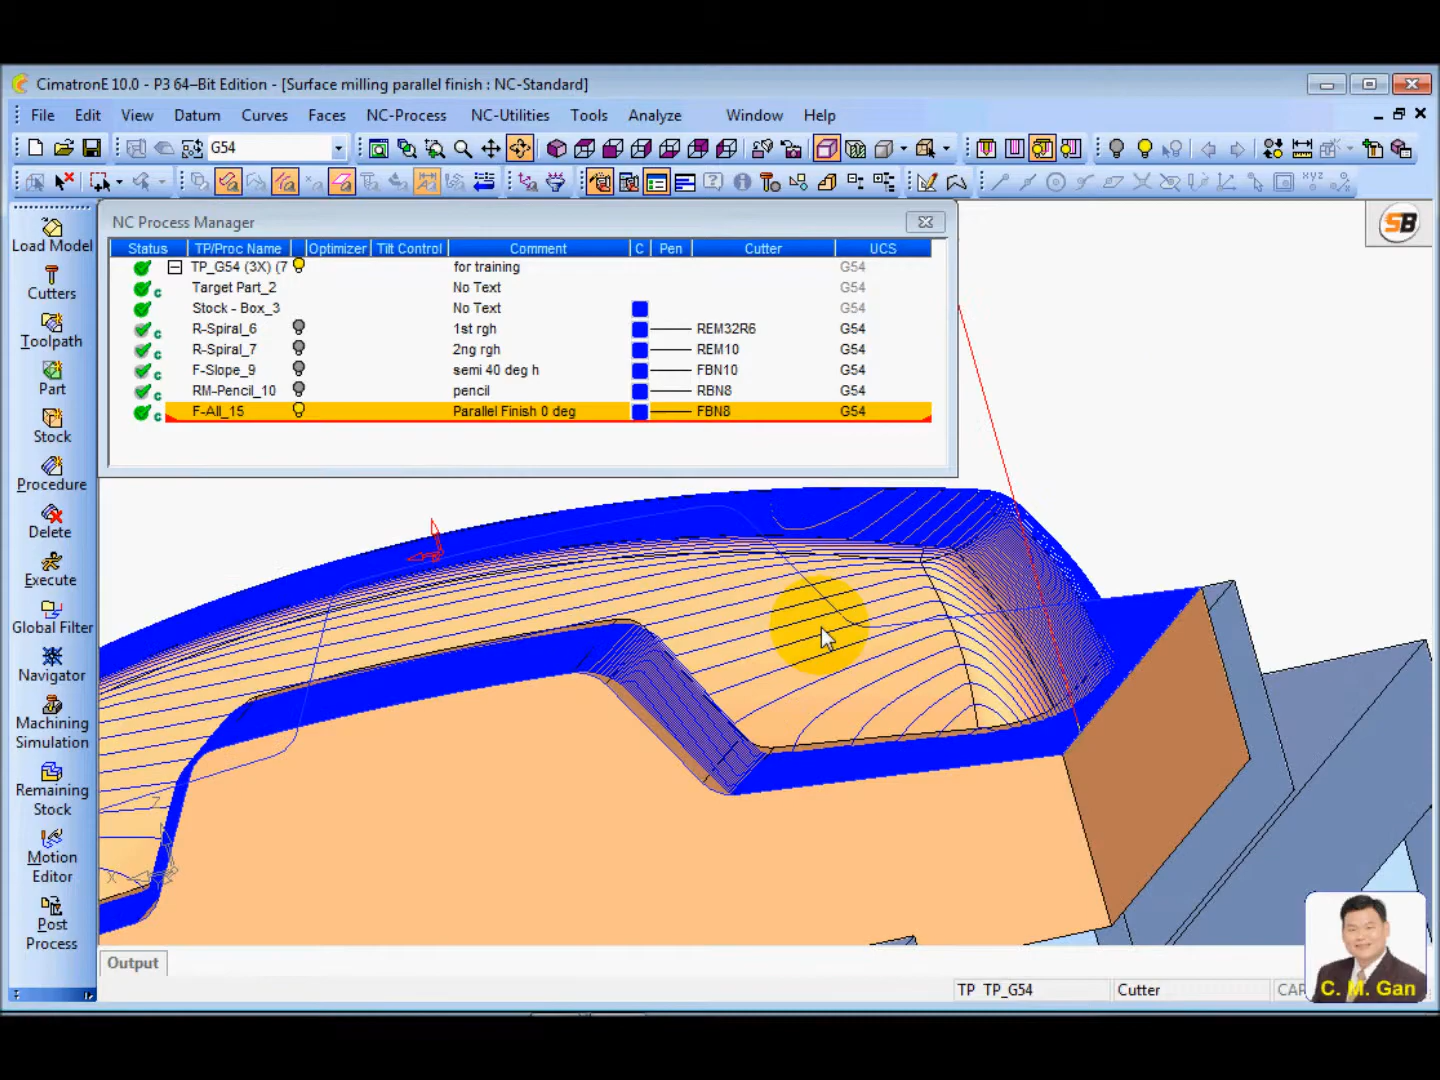 CimatronE 10.0 - P3 64-Bit Edition - [Surface milling parallel finish : NC-Standard]
File Edit View Datum Curves Faces NC-Process NC-Utilities Tools Analyze Window Help
G54
NC Process Manager
Status TP/Proc Name Optimizer Tilt Control Comment C Pen Cutter UCS
TP_G54 (3X) (7 for training G54
c Target Part_2 No Text G54
Stock - Box_3 No Text G54
c R-Spiral_6 1st rgh REM32R6 G54
c R-Spiral_7 2ng rgh REM10 G54
c F-Slope_9 semi 40 deg h FBN10 G54
c RM-Pencil_10 pencil RBN8 G54
c F-All_15 Parallel Finish 0 deg FBN8 G54
SB
Load Model
Cutters
Toolpath
Part
Stock
Procedure
Delete
Execute
Global Filter
Navigator
Machining
Simulation
Remaining
Stock
Motion
Editor
Post
Process
Z
X
Output
TP TP_G54 Cutter CAR
C. M. Gan